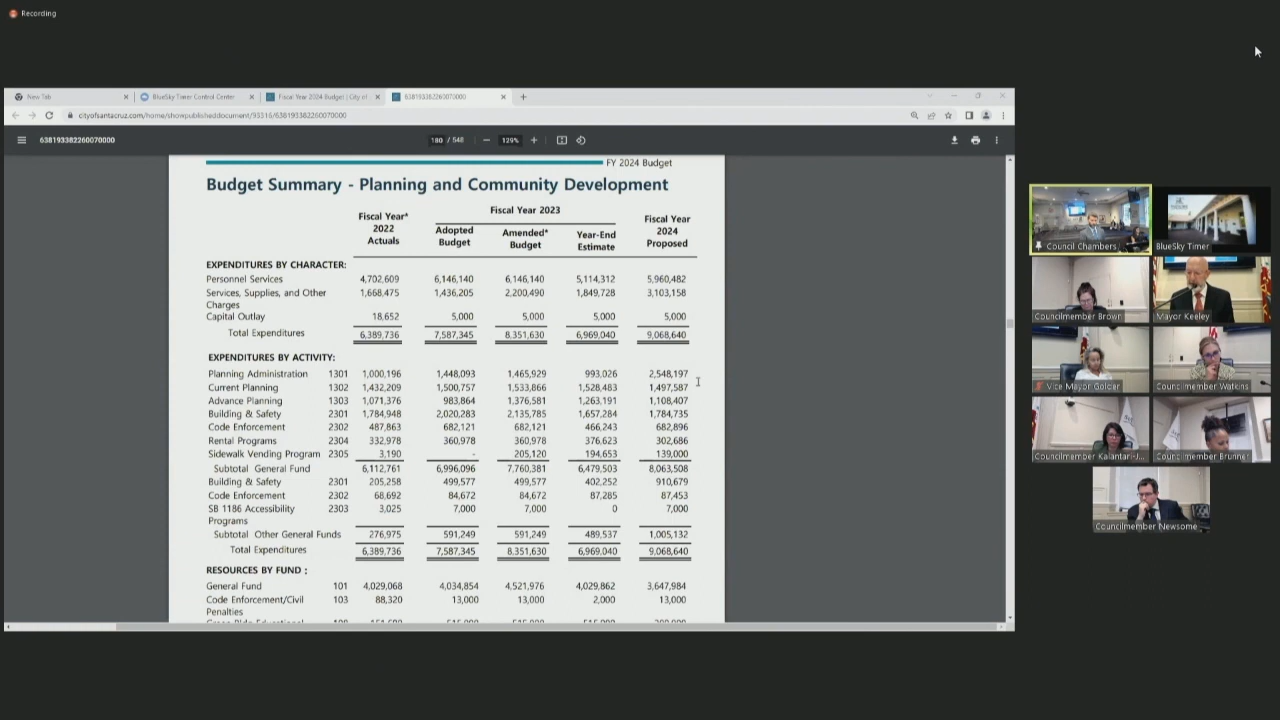 Recording
New Tab
BlueSky Timer Control Center
Fiscal Year 2024 Budget | City of
638193382260070000
cityofsantacruz.com/home/showpublisheddocument/93316/638193382260070000
638193382260070000
180 / 548
129%
FY 2024 Budget
Budget Summary - Planning and Community Development
Fiscal Year* 2022 Actuals
Fiscal Year 2023
Adopted Budget
Amended* Budget
Year-End Estimate
Fiscal Year 2024 Proposed
EXPENDITURES BY CHARACTER:
Personnel Services 4,702,609 6,146,140 6,146,140 5,114,312 5,960,482
Services, Supplies, and Other 1,668,475 1,436,205 2,200,490 1,849,728 3,103,158
Charges
Capital Outlay 18,652 5,000 5,000 5,000 5,000
Total Expenditures 6,389,736 7,587,345 8,351,630 6,969,040 9,068,640
EXPENDITURES BY ACTIVITY:
Planning Administration 1301 1,000,196 1,448,093 1,465,929 993,026 2,548,197
Current Planning 1302 1,432,209 1,500,757 1,533,866 1,528,483 1,497,587
Advance Planning 1303 1,071,376 983,864 1,376,581 1,263,191 1,108,407
Building & Safety 2301 1,784,948 2,020,283 2,135,785 1,657,284 1,784,735
Code Enforcement 2302 487,863 682,121 682,121 466,243 682,896
Rental Programs 2304 332,978 360,978 360,978 376,623 302,686
Sidewalk Vending Program 2305 3,190 - 205,120 194,653 139,000
Subtotal General Fund 6,112,761 6,996,096 7,760,381 6,479,503 8,063,508
Building & Safety 2301 205,258 499,577 499,577 402,252 910,679
Code Enforcement 2302 68,692 84,672 84,672 87,285 87,453
SB 1186 Accessibility 2303 3,025 7,000 7,000 0 7,000
Programs
Subtotal Other General Funds 276,975 591,249 591,249 489,537 1,005,132
Total Expenditures 6,389,736 7,587,345 8,351,630 6,969,040 9,068,640
RESOURCES BY FUND :
General Fund 101 4,029,068 4,034,854 4,521,976 4,029,862 3,647,984
Code Enforcement/Civil 103 88,320 13,000 13,000 2,000 13,000
Penalties
Council Chambers
BlueSky Timer
Councilmember Brown
Mayor Keeley
Vice Mayor Golder
Councilmember Watkins
Councilmember Kalantari-J...
Councilmember Brunner
Councilmember Newsome